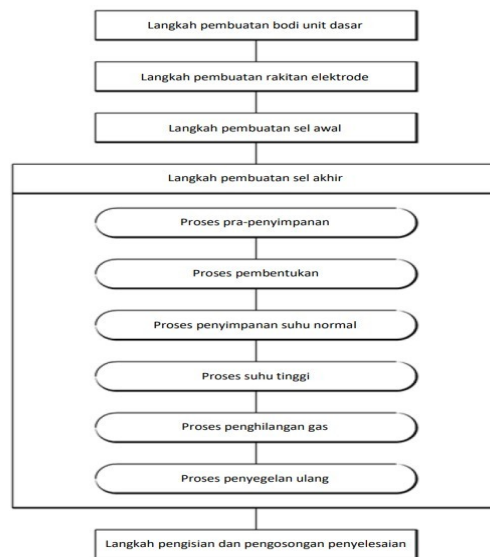 Langkah pembuatan bodi unit dasar
Langkah pembuatan rakitan elektrode
Langkah pembuatan sel awal
Langkah pembuatan sel akhir
Proses pra-penyimpanan
Proses pembentukan
Proses penyimpanan suhu normal
Proses suhu tinggi
Proses penghilangan gas
Proses penyegelan ulang
Langkah pengisian dan pengosongan penyelesaian